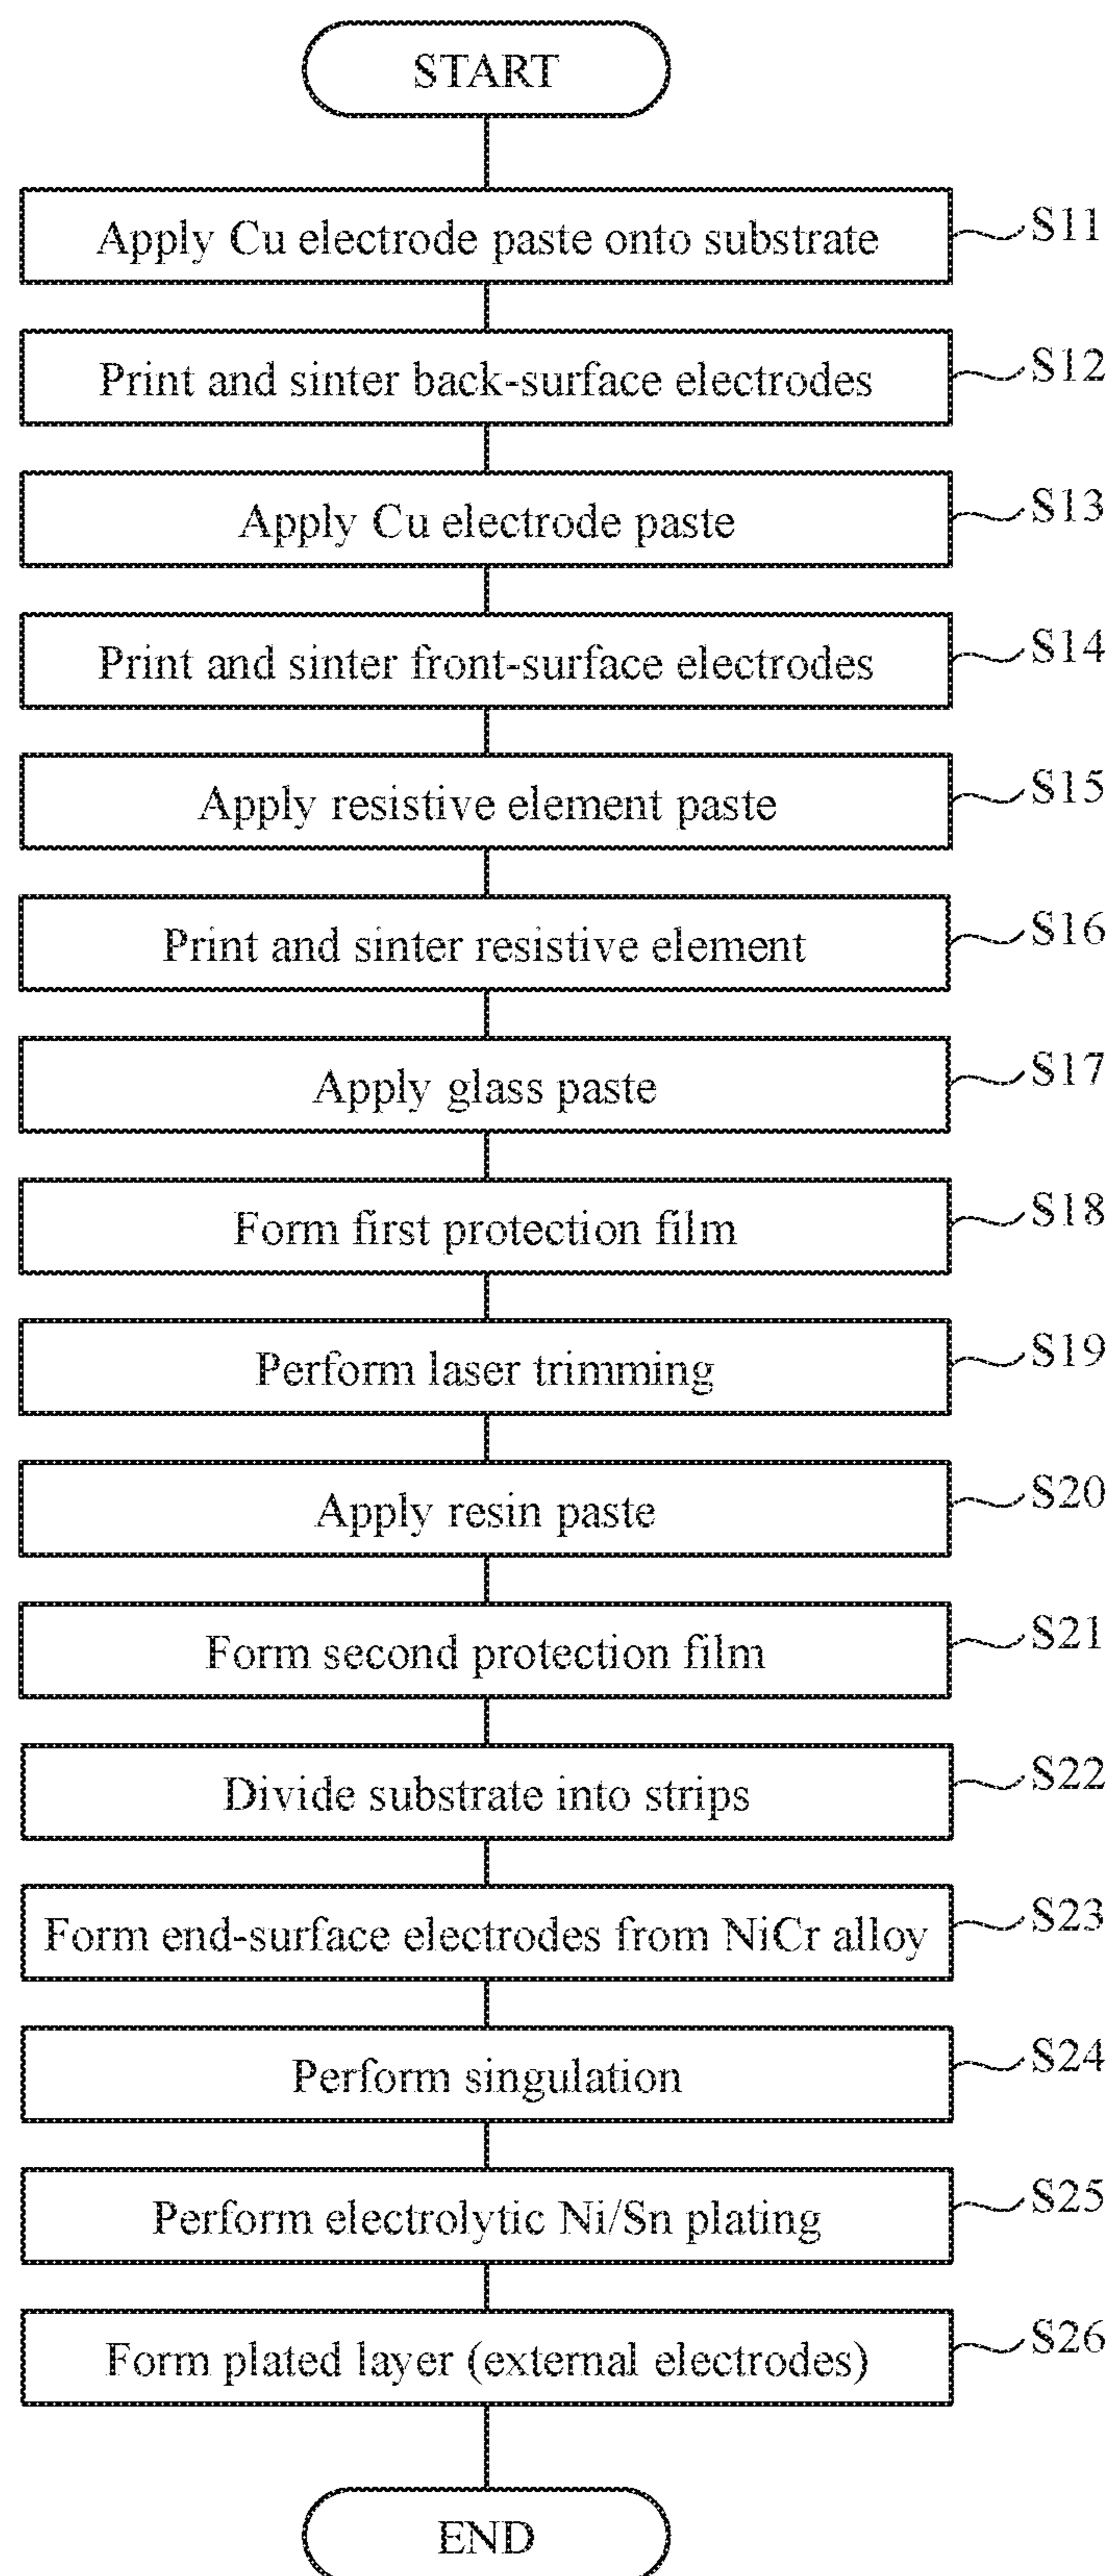 START
Apply Cu electrode paste onto substrate S11
Print and sinter back-surface electrodes S12
Apply Cu electrode paste S13
Print and sinter front-surface electrodes S14
Apply resistive element paste S15
Print and sinter resistive element S16
Apply glass paste S17
Form first protection film S18
Perform laser trimming S19
Apply resin paste S20
Form second protection film S21
Divide substrate into strips S22
Form end-surface electrodes from NiCr alloy S23
Perform singulation S24
Perform electrolytic Ni/Sn plating S25
Form plated layer (external electrodes) S26
END